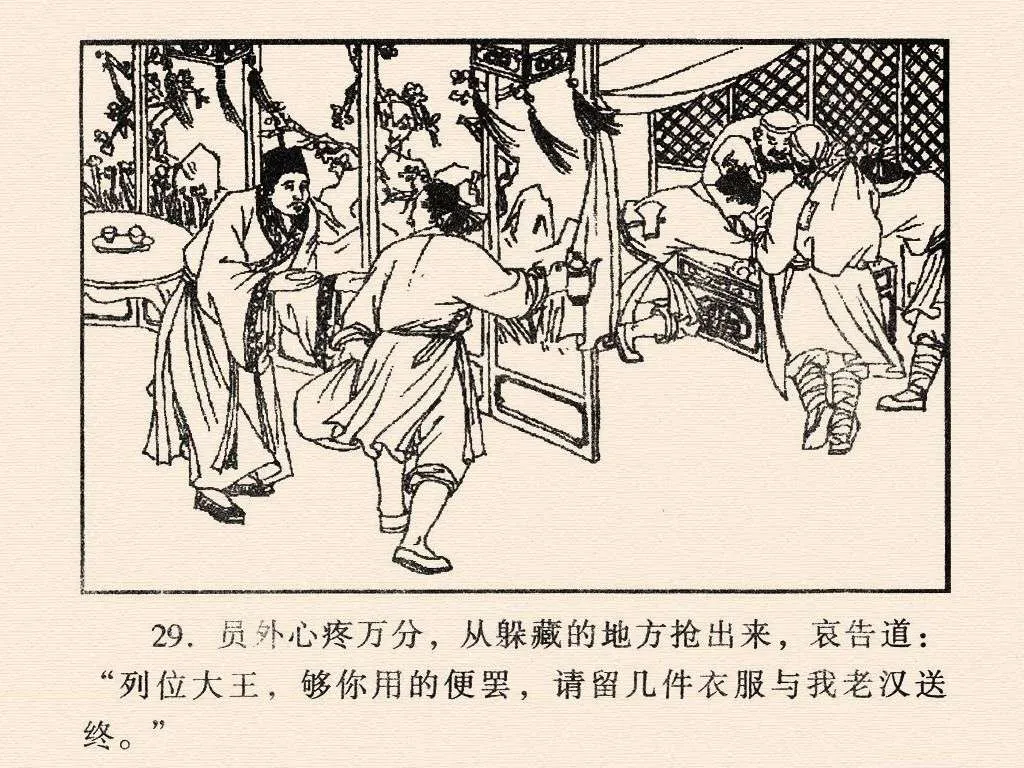 29. 员外心疼万分，从躲藏的地方抢出来，哀告道：
“列位大王，够你用的便罢，请留几件衣服与我老汉送
终。”